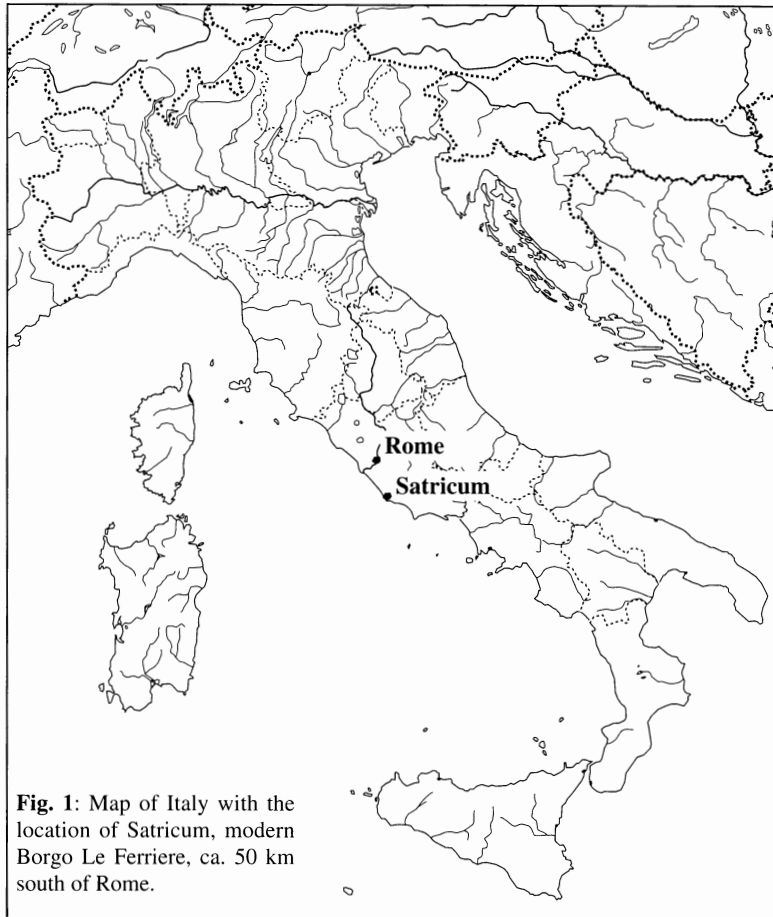 Rome
Satricum
Fig. 1: Map of Italy with the
location of Satricum, modern
Borgo Le Ferriere, ca. 50 km
south of Rome.